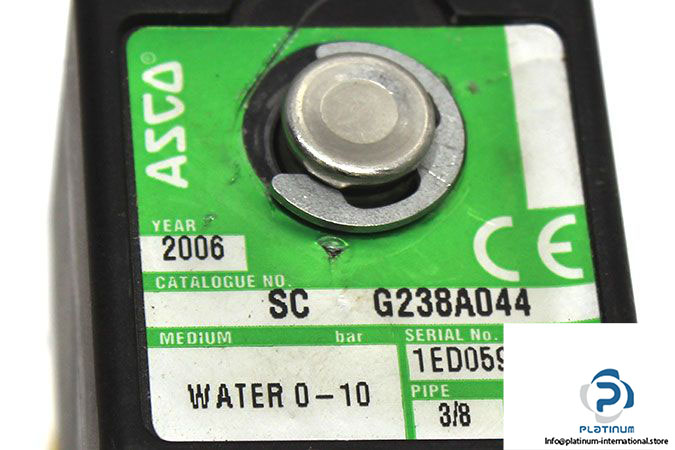 ASCO®
YEAR
2006
CE
CATALOGUE NO.
SC G238A044
MEDIUM bar
SERIAL No.
WATER 0-10
1ED059
PIPE
3/8
PLATINUM
Info@platinum-international.store